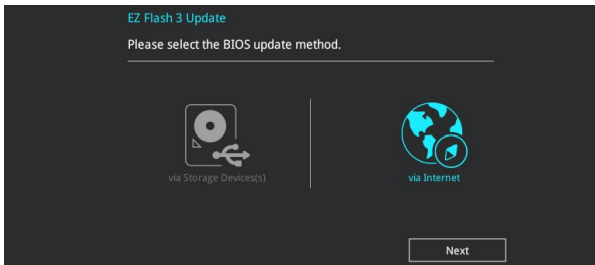 EZ Flash 3 Update
Please select the BIOS update method.
via Storage Devices(s)
via Internet
Next